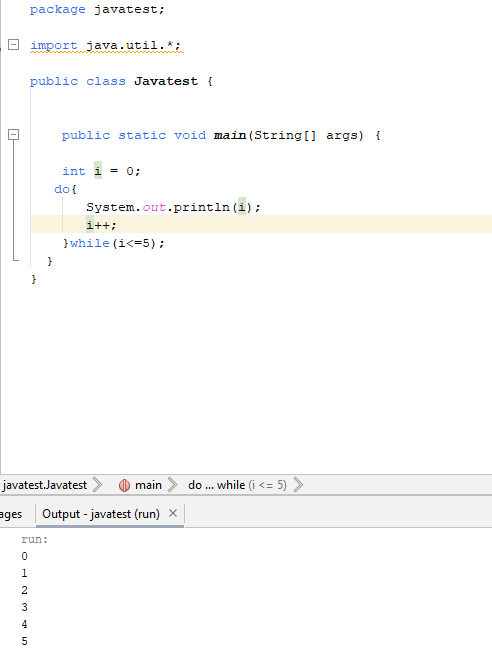 package javatest;
import java.util.*;
public class Javatest {
public static void main(String[] args) {
int i = 0;
do{
System.out.println(i);
i++;
}while(i<=5);
}
}
javatest.Javatest main do ... while (i <= 5)
ages Output - javatest (run) ×
run:
0
1
2
3
4
5